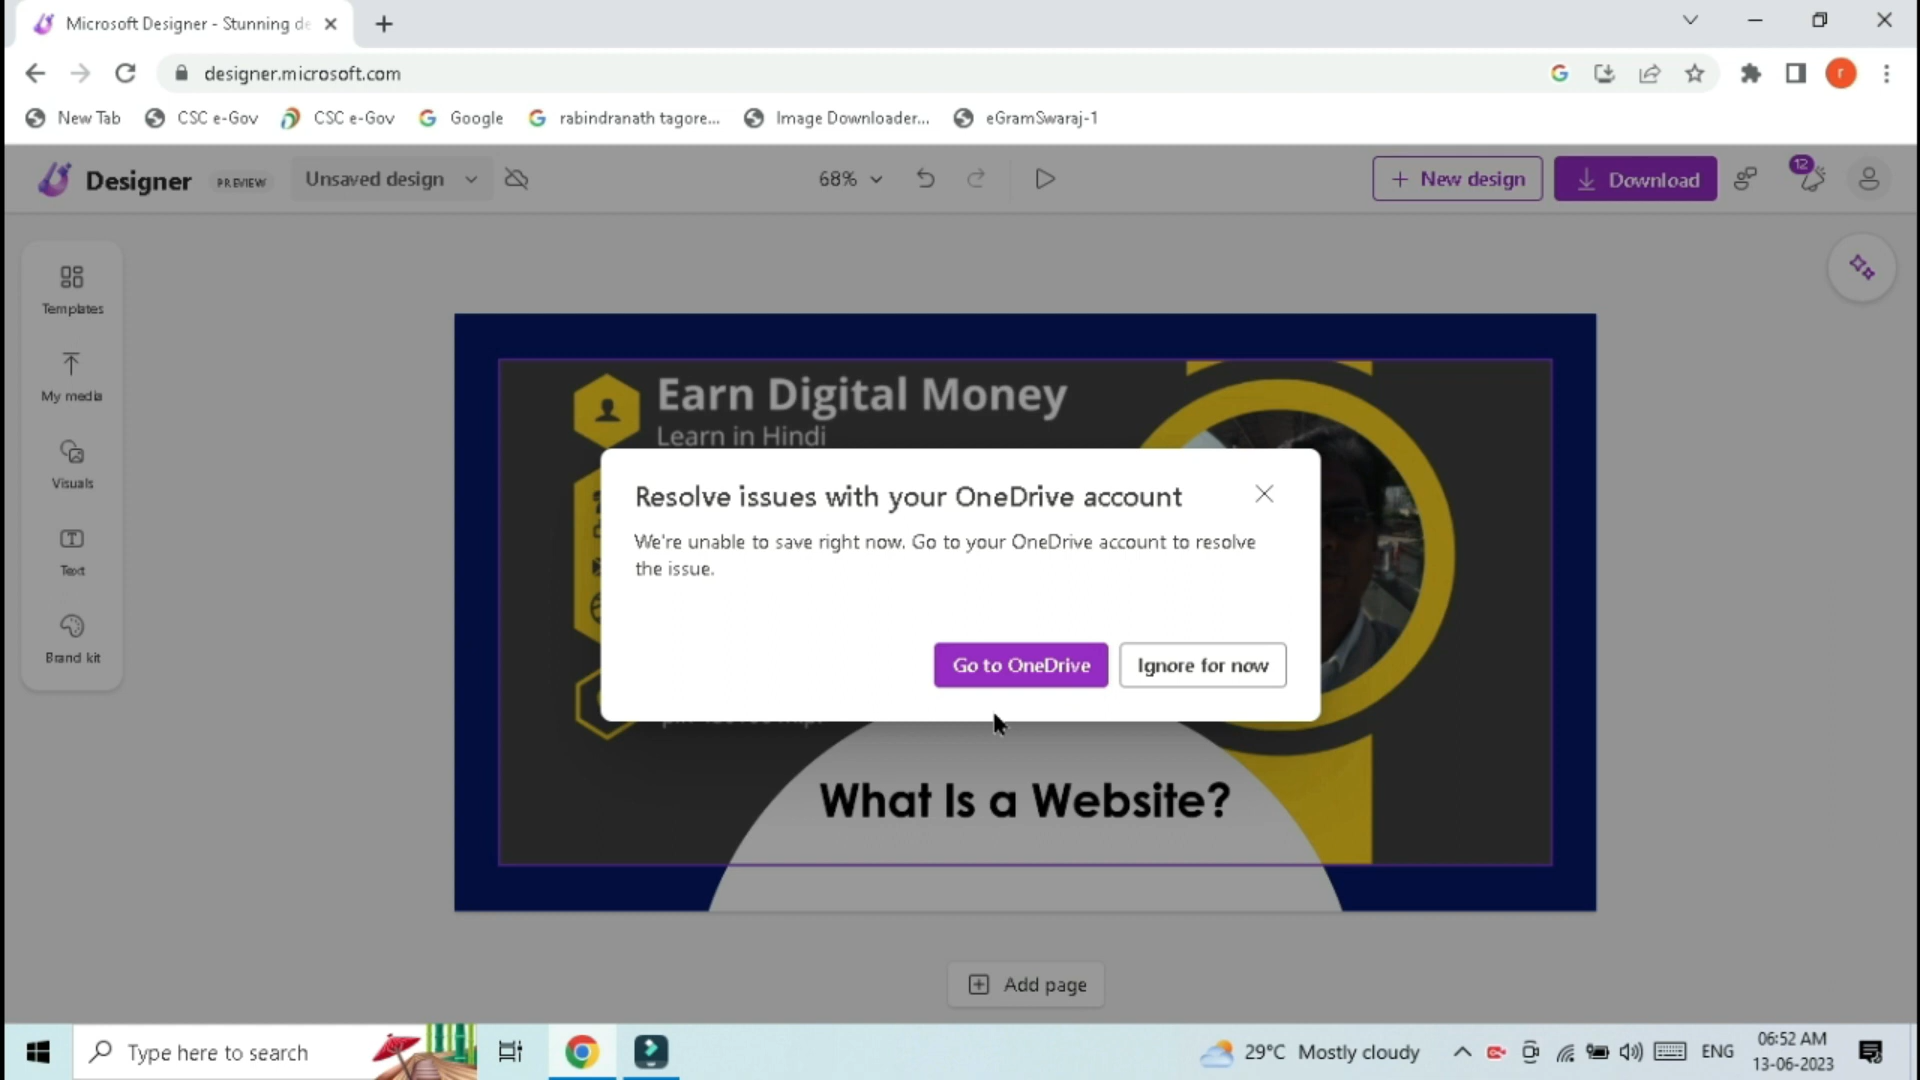 Microsoft Designer - Stunning de
designer.microsoft.com
r
New Tab
CSC e-Gov
CSC e-Gov
Google
rabindranath tagore...
Image Downloader...
eGramSwaraj-1
Designer
PREVIEW
Unsaved design
68%
+ New design
Download
12
Templates
My media
Visuals
Text
Brand kit
Earn Digital Money
Learn in Hindi
Resolve issues with your OneDrive account
We're unable to save right now. Go to your OneDrive account to resolve
the issue.
Go to OneDrive
Ignore for now
What Is a Website?
Add page
Type here to search
29°C Mostly cloudy
ENG
06:52 AM
13-06-2023